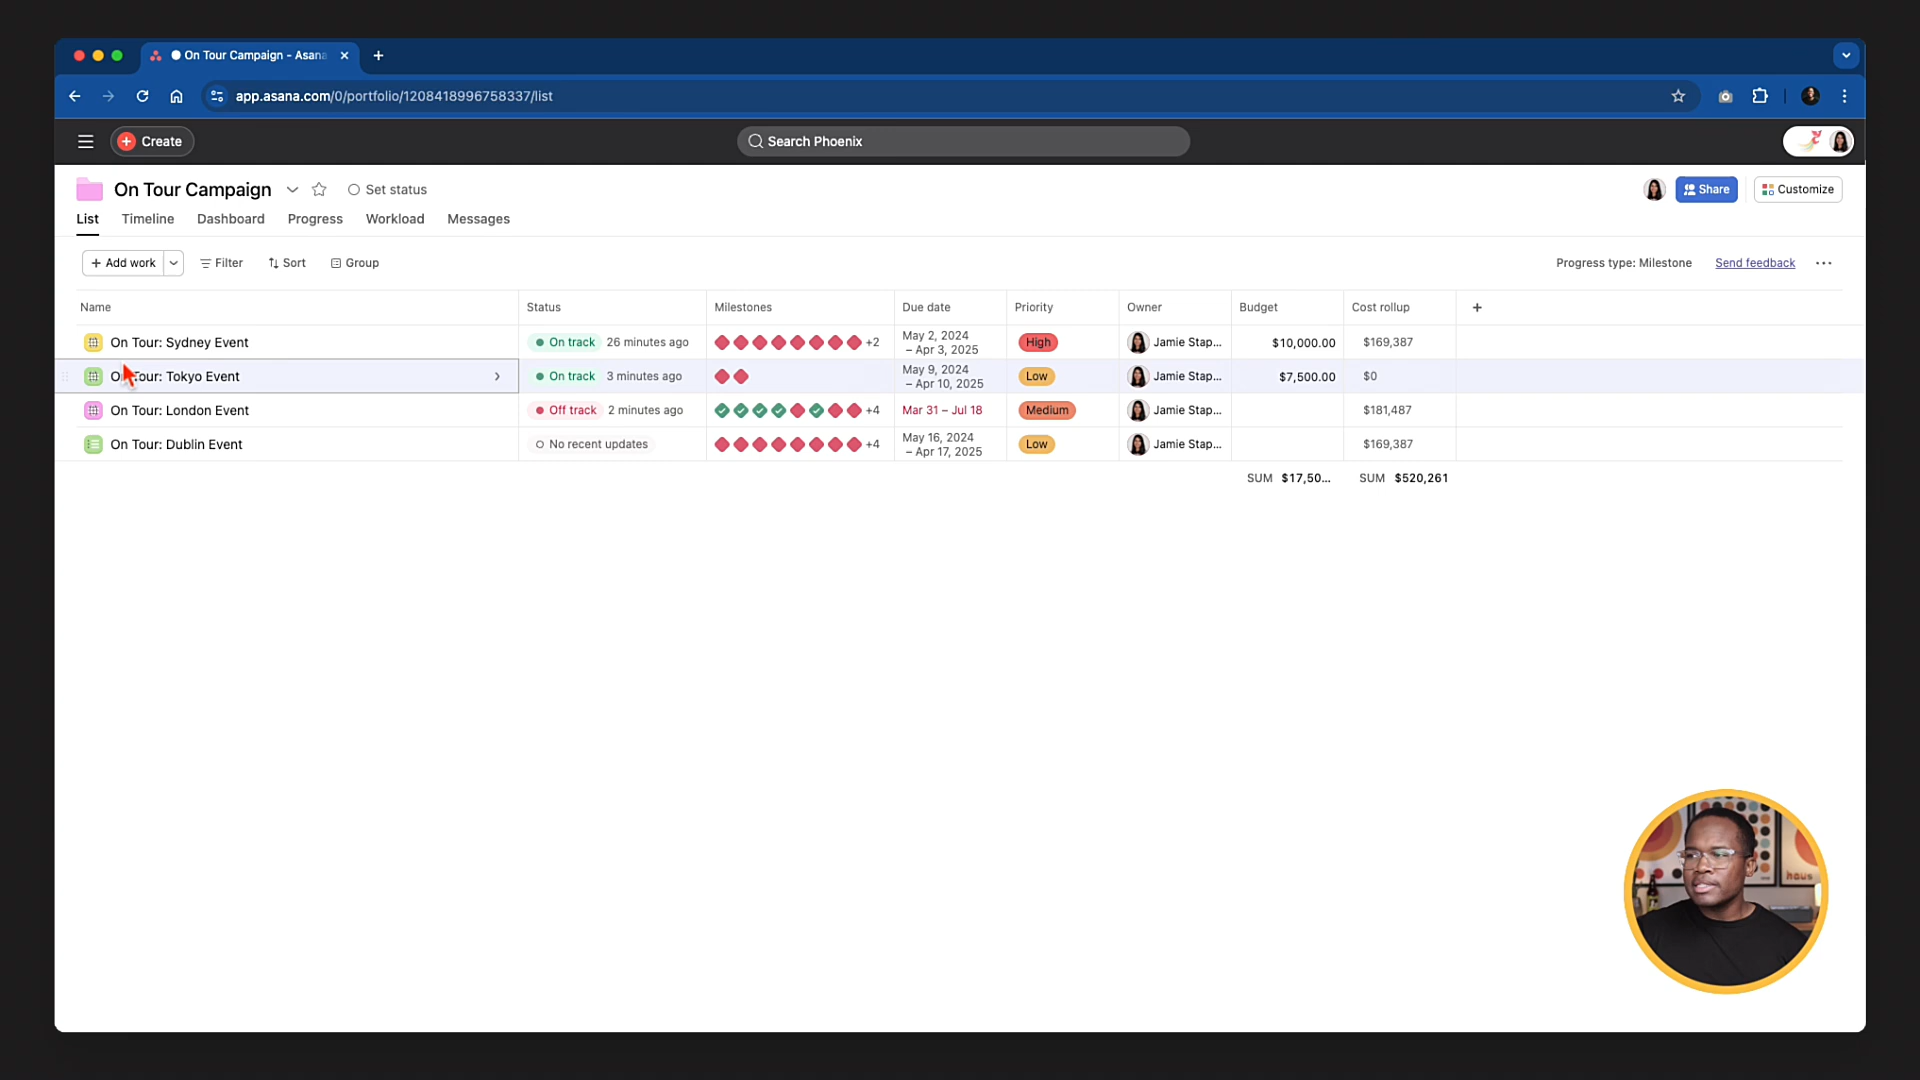 On Tour Campaign - Asana
app.asana.com/0/portfolio/1208418996758337/list
Create
Search Phoenix
On Tour Campaign
Set status
Share
Customize
List Timeline Dashboard Progress Workload Messages
+ Add work Filter Sort Group
Progress type: Milestone Send feedback
Name Status Milestones Due date Priority Owner Budget Cost rollup +
On Tour: Sydney Event On track 26 minutes ago +2 May 2, 2024 – Apr 3, 2025 High Jamie Stap... $10,000.00 $169,387
On Tour: Tokyo Event On track 3 minutes ago May 9, 2024 – Apr 10, 2025 Low Jamie Stap... $7,500.00 $0
On Tour: London Event Off track 2 minutes ago +4 Mar 31 – Jul 18 Medium Jamie Stap... $181,487
On Tour: Dublin Event No recent updates +4 May 16, 2024 – Apr 17, 2025 Low Jamie Stap... $169,387
SUM $17,50... SUM $520,261
haus